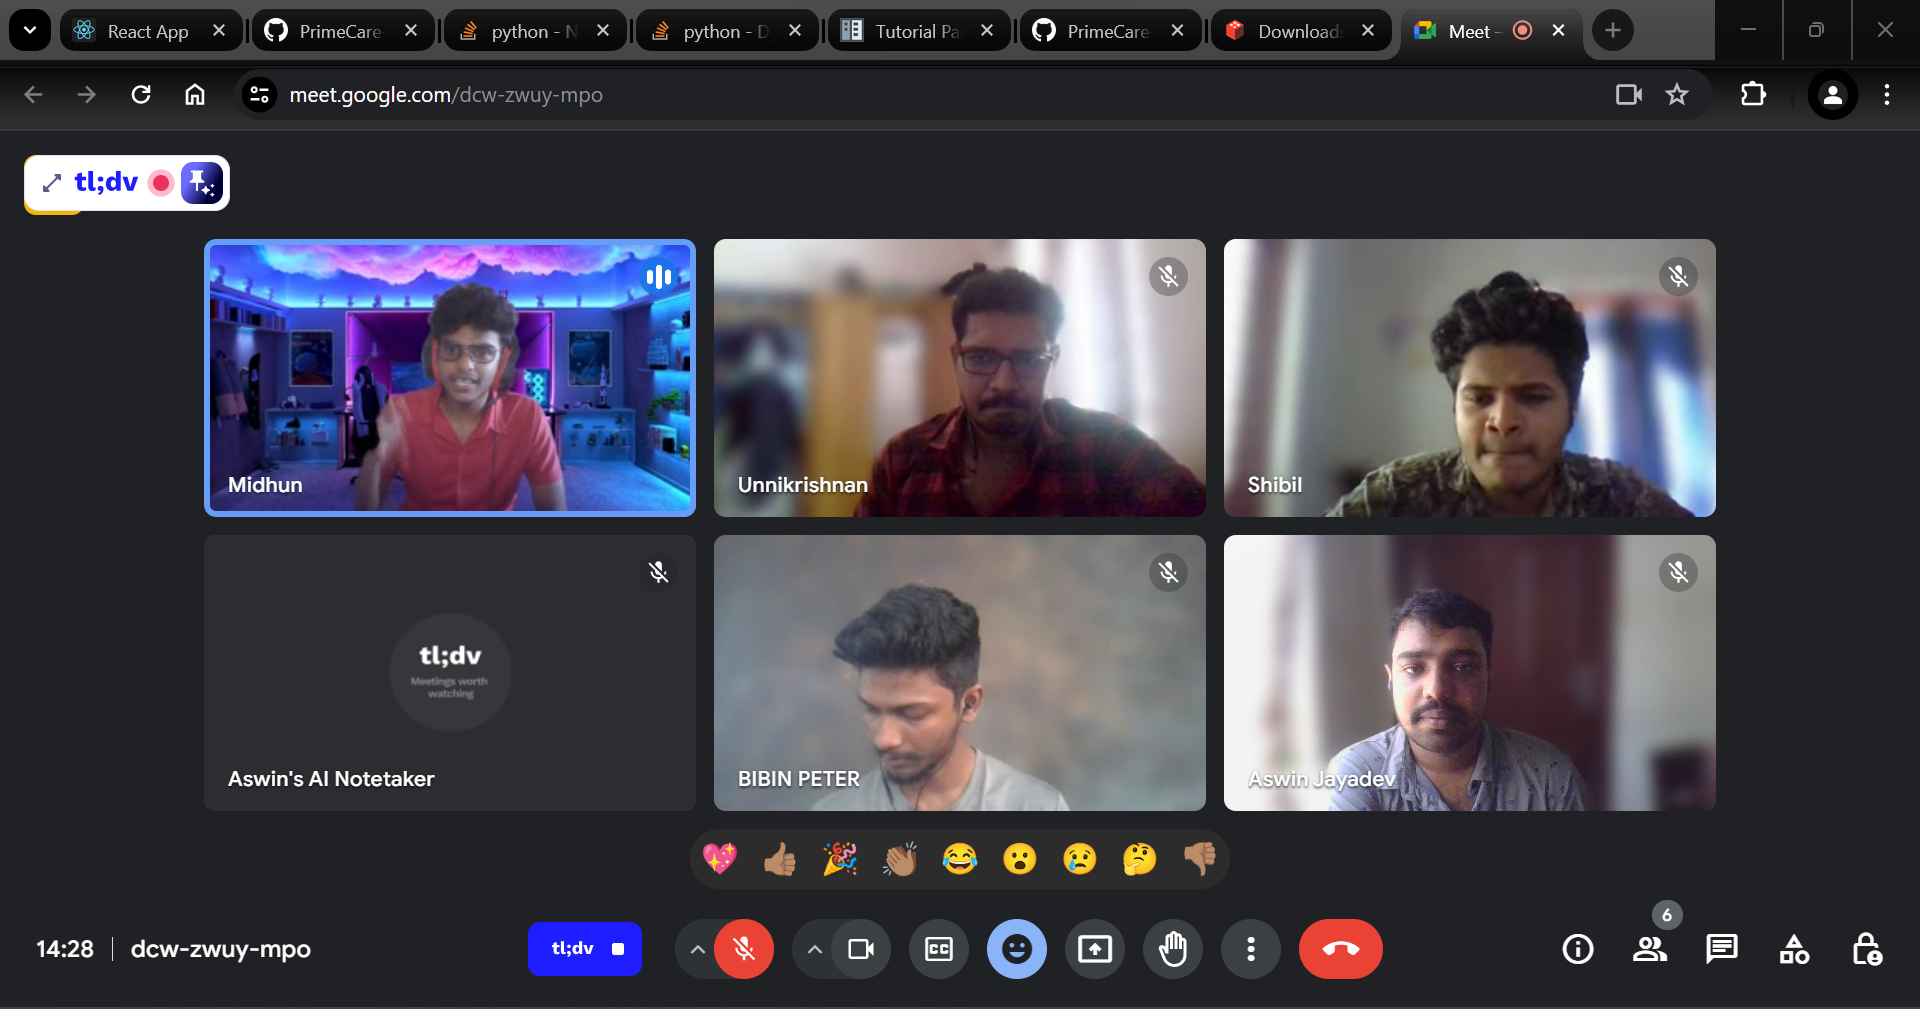 React App
PrimeCare
python - N
python - D
Tutorial Pa
PrimeCare
Download
Meet -
meet.google.com/dcw-zwuy-mpo
tl;dv
Midhun
Unnikrishnan
Shibil
tl;dv
Meetings worth
watching
Aswin's AI Notetaker
BIBIN PETER
Aswin Jayadev
14:28
dcw-zwuy-mpo
tl;dv
CC
6